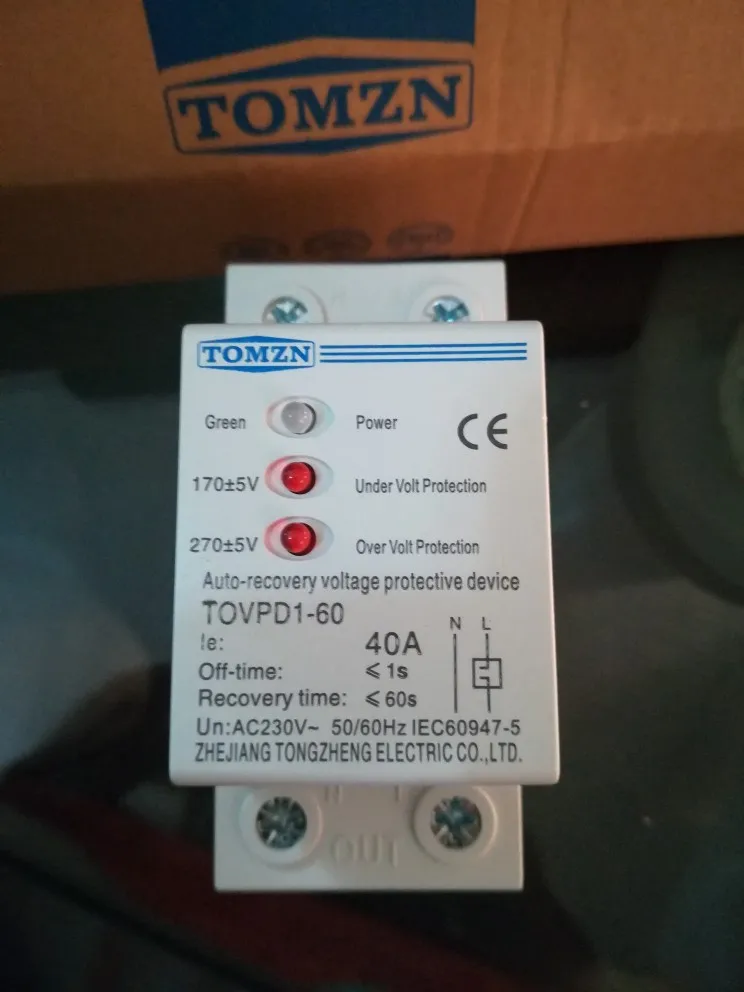 TOMZN
TOMZN
Green Power CE
170±5V Under Volt Protection
270±5V Over Volt Protection
Auto-recovery voltage protective device
TOVPD1-60
N L
Ie: 40A
Off-time: ≤ 1s
Recovery time: ≤ 60s
Un:AC230V~ 50/60Hz IEC60947-5
ZHEJIANG TONGZHENG ELECTRIC CO.,LTD.
OUT